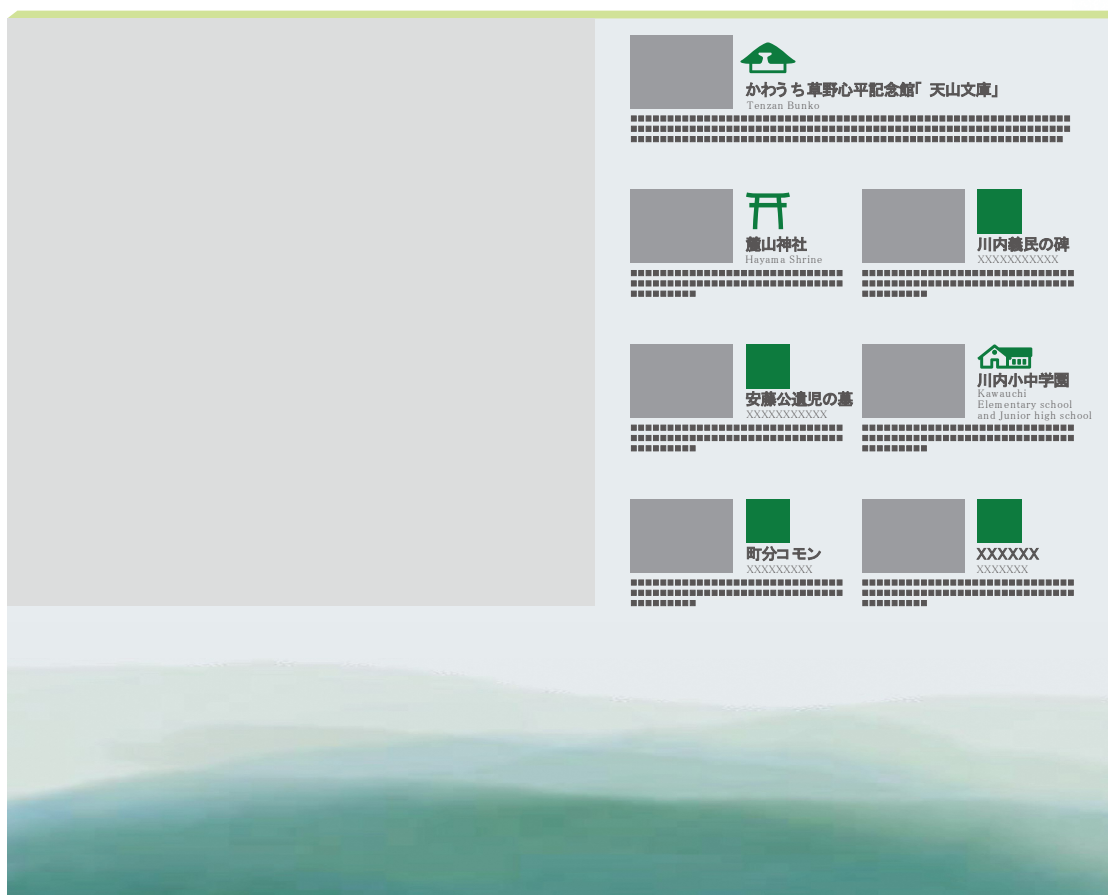 かわうち草野心平記念館「 天山文庫」
Tenzan Bunko
麓山神社
Hayama Shrine
川内義民の碑
XXXXXXXXXXX
安藤公遺児の墓
XXXXXXXXXXX
川内小中学園
Kawauchi
Elementary school
and Junior high school
町分コモン
XXXXXXXXX
XXXXXX
XXXXXXX